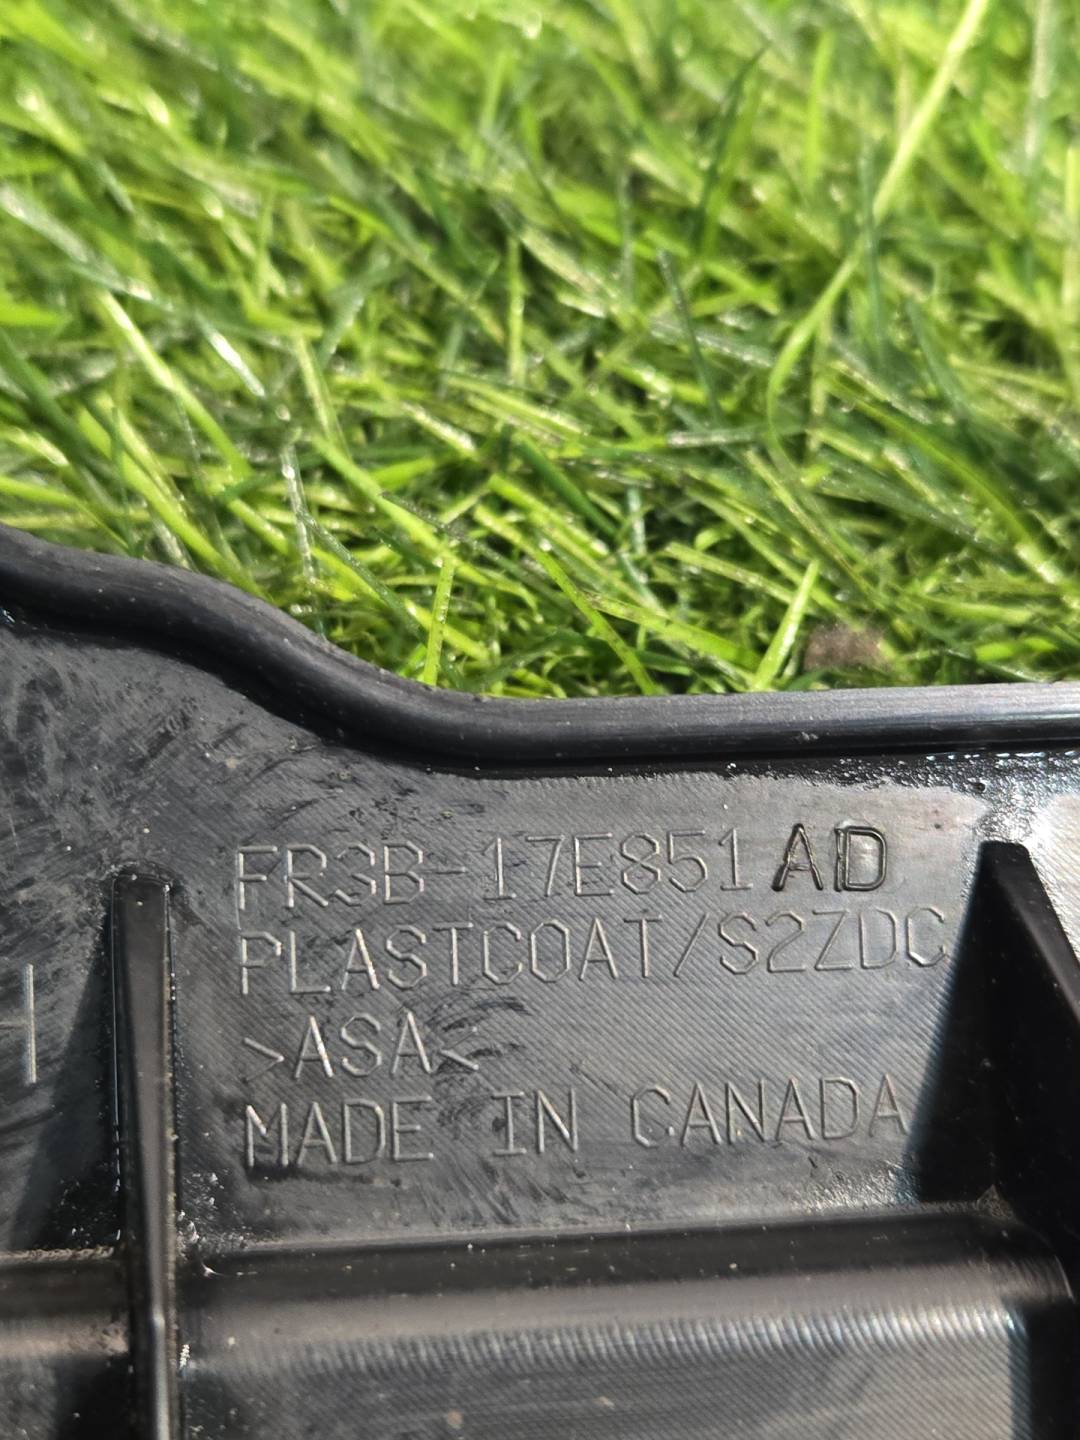 FR3B-17E851AD
PLASTCOAT/S2ZDC
>ASA<
MADE IN CANADA